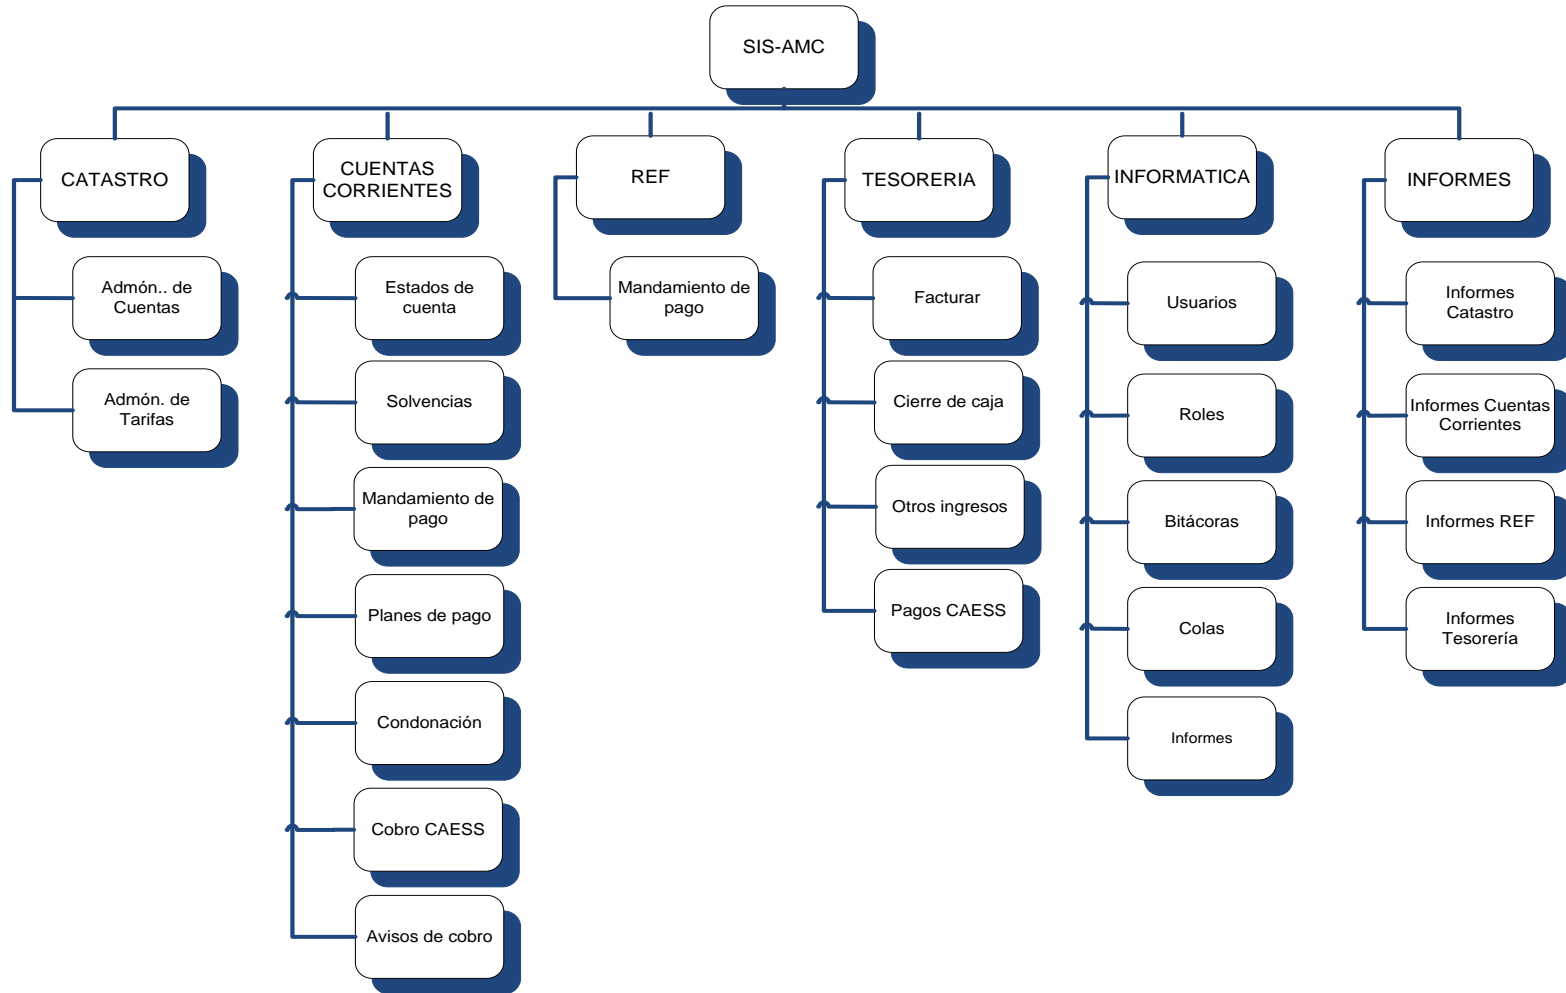 SIS-AMC
CATASTRO
Admón.. de
Cuentas
Admón. de
Tarifas
CUENTAS
CORRIENTES
Estados de
cuenta
Solvencias
Mandamiento de
pago
Planes de pago
Condonación
Cobro CAESS
Avisos de cobro
REF
Mandamiento de
pago
TESORERIA
Facturar
Cierre de caja
Otros ingresos
Pagos CAESS
INFORMATICA
Usuarios
Roles
Bitácoras
Colas
Informes
INFORMES
Informes
Catastro
Informes Cuentas
Corrientes
Informes REF
Informes
Tesorería